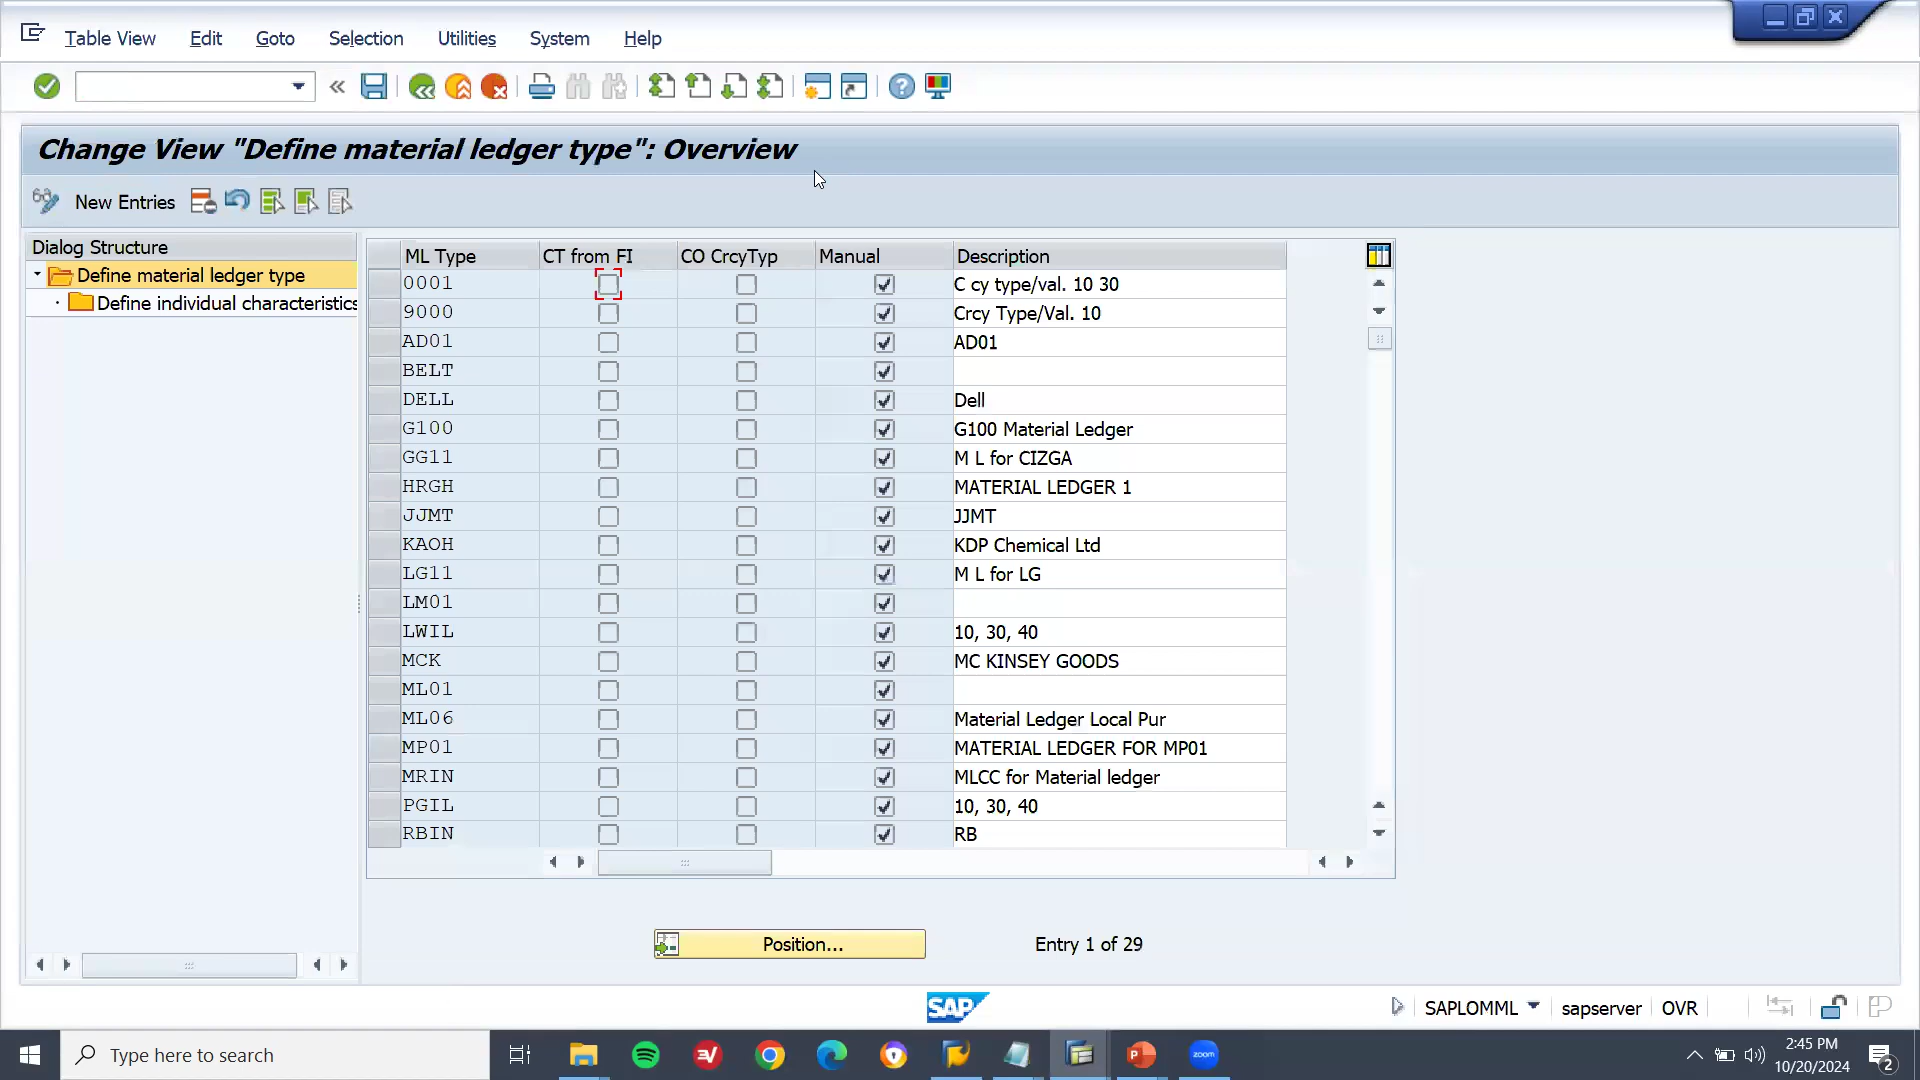 Table View Edit Goto Selection Utilities System Help
Change View "Define material ledger type": Overview
New Entries
Dialog Structure
Define material ledger type
Define individual characteristics
ML Type CT from FI CO CrcyTyp Manual Description
0001 C cy type/val. 10 30
9000 Crcy Type/Val. 10
AD01 AD01
BELT
DELL Dell
G100 G100 Material Ledger
GG11 M L for CIZGA
HRGH MATERIAL LEDGER 1
JJMT JJMT
KAOH KDP Chemical Ltd
LG11 M L for LG
LM01
LWIL 10, 30, 40
MCK MC KINSEY GOODS
ML01
ML06 Material Ledger Local Pur
MP01 MATERIAL LEDGER FOR MP01
MRIN MLCC for Material ledger
PGIL 10, 30, 40
RBIN RB
Position... Entry 1 of 29
SAP SAPLOMML sapserver OVR
Type here to search
zoom
2:45 PM
10/20/2024
2